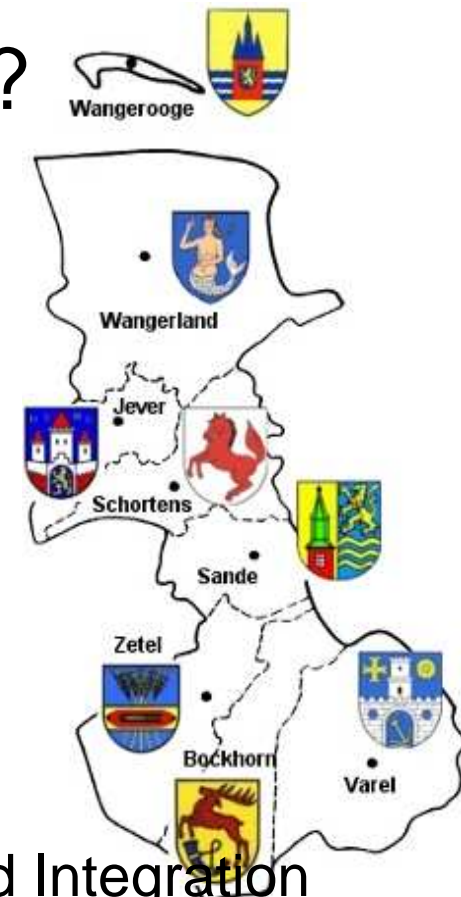 ?
Wangerooge
Wangerland
Jever
Schortens
Sande
Zetel
Bockhorn
Varel
d Integration